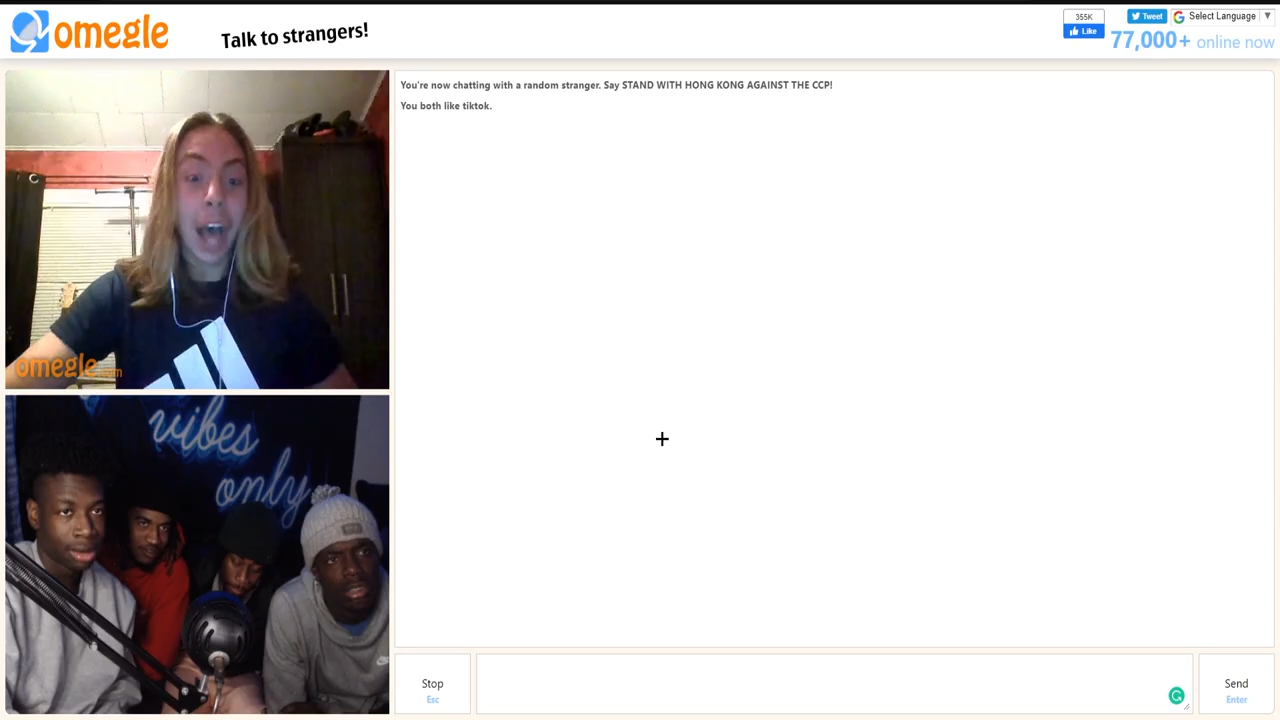 omegle
Talk to strangers!
355K
Like
Tweet
Select Language
77,000+ online now
You're now chatting with a random stranger. Say STAND WITH HONG KONG AGAINST THE CCP!
You both like tiktok.
omegle.com
vibes
only
Stop
Esc
Send
Enter